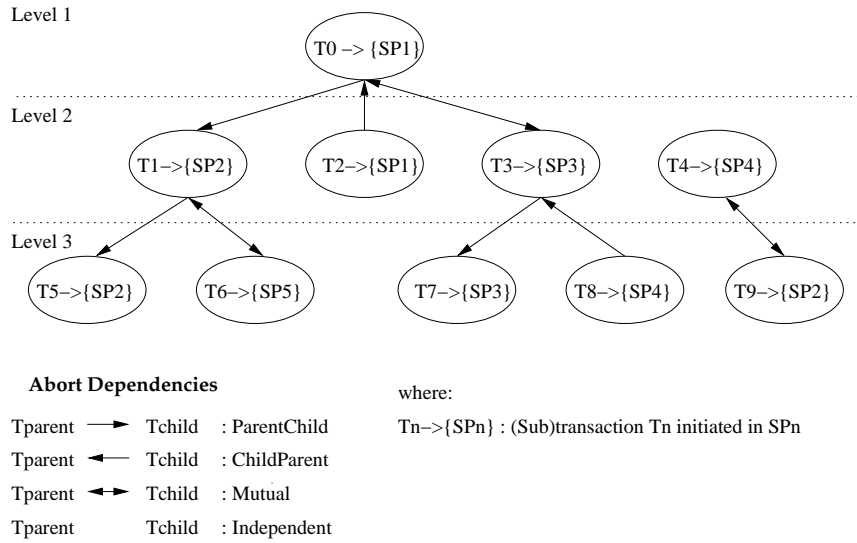 Level 1
T0 −> {SP1}
Level 2
T1−>{SP2}
T2−>{SP1}
T3−>{SP3}
T4−>{SP4}
Level 3
T5−>{SP2}
T6−>{SP5}
T7−>{SP3}
T8−>{SP4}
T9−>{SP2}
Abort Dependencies
where:
Tparent Tchild : ParentChild
Tn−>{SPn} : (Sub)transaction Tn initiated in SPn
Tparent Tchild : ChildParent
Tparent Tchild : Mutual
Tparent Tchild : Independent